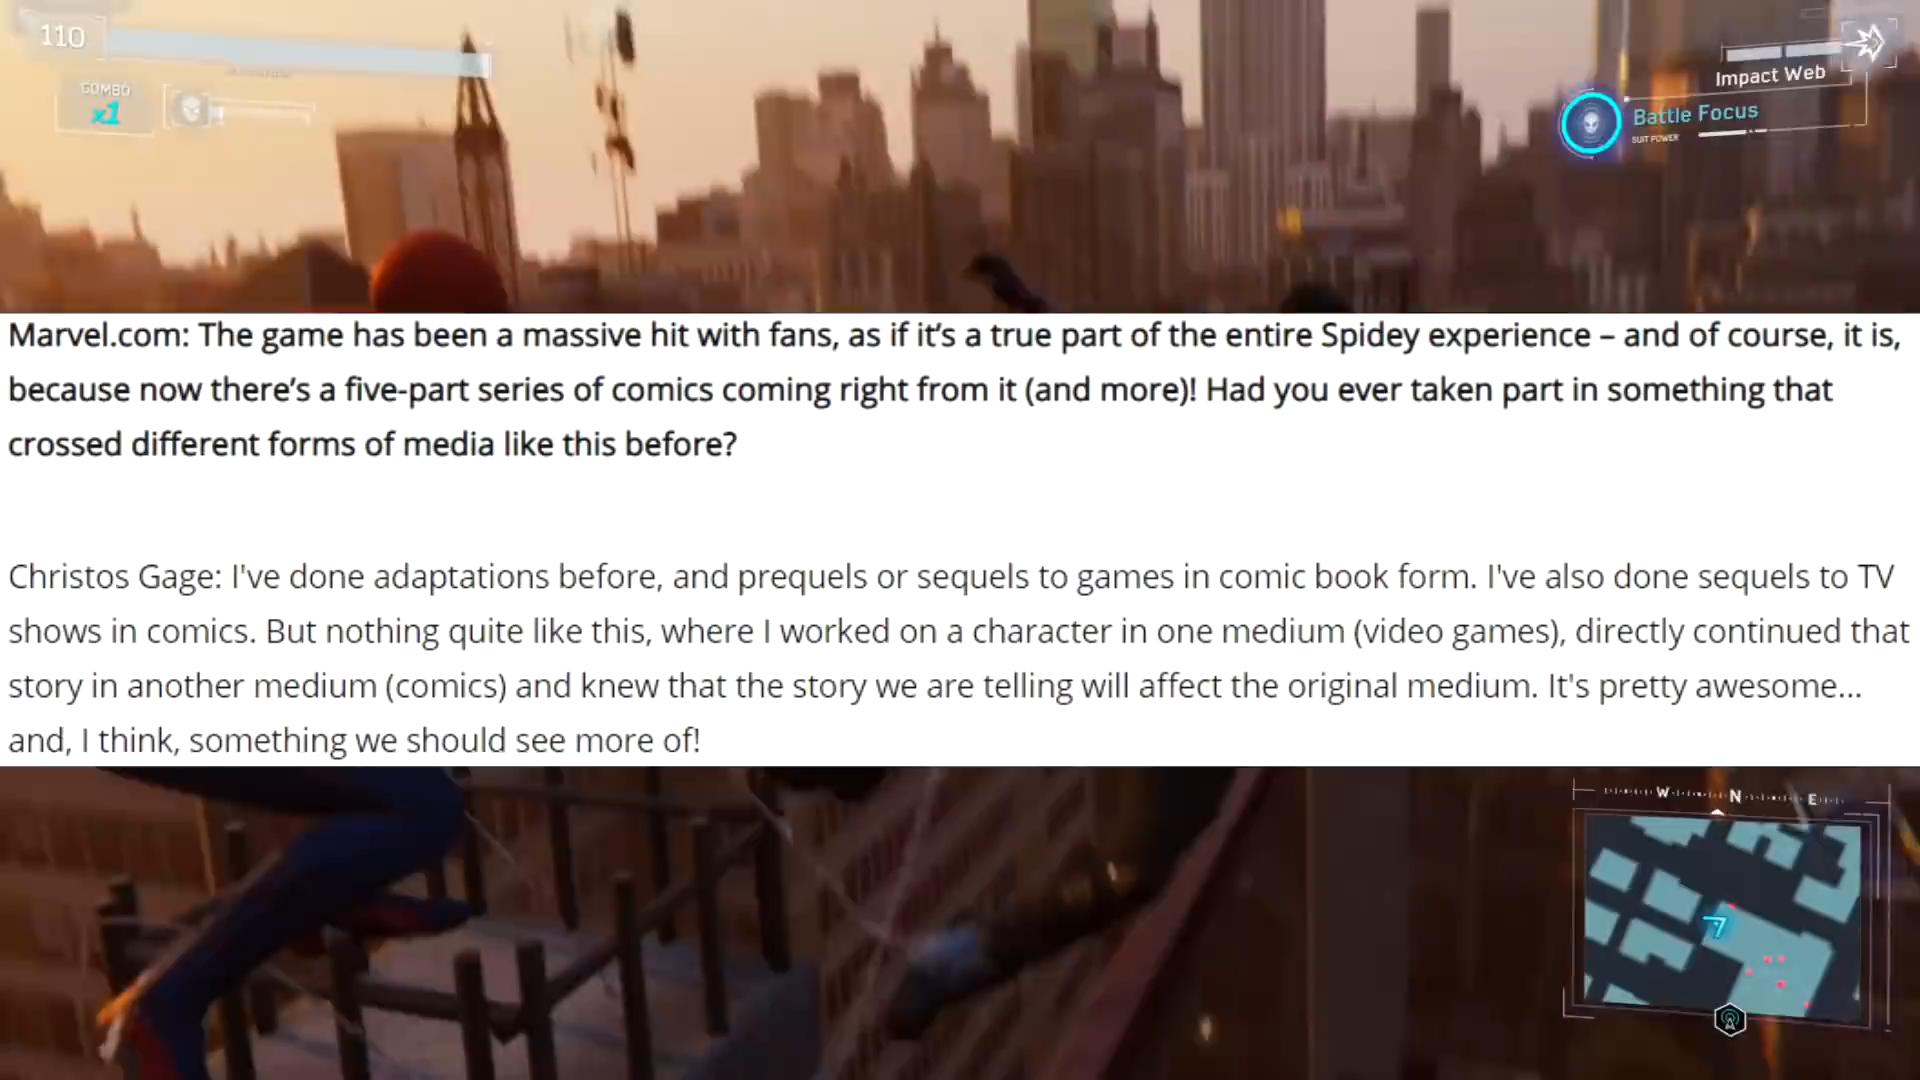 110
COMBO
x1
Impact Web
Battle Focus
SUIT POWER
Marvel.com: The game has been a massive hit with fans, as if it’s a true part of the entire Spidey experience – and of course, it is,
because now there’s a five-part series of comics coming right from it (and more)! Had you ever taken part in something that
crossed different forms of media like this before?
Christos Gage: I've done adaptations before, and prequels or sequels to games in comic book form. I've also done sequels to TV
shows in comics. But nothing quite like this, where I worked on a character in one medium (video games), directly continued that
story in another medium (comics) and knew that the story we are telling will affect the original medium. It's pretty awesome...
and, I think, something we should see more of!
W N E